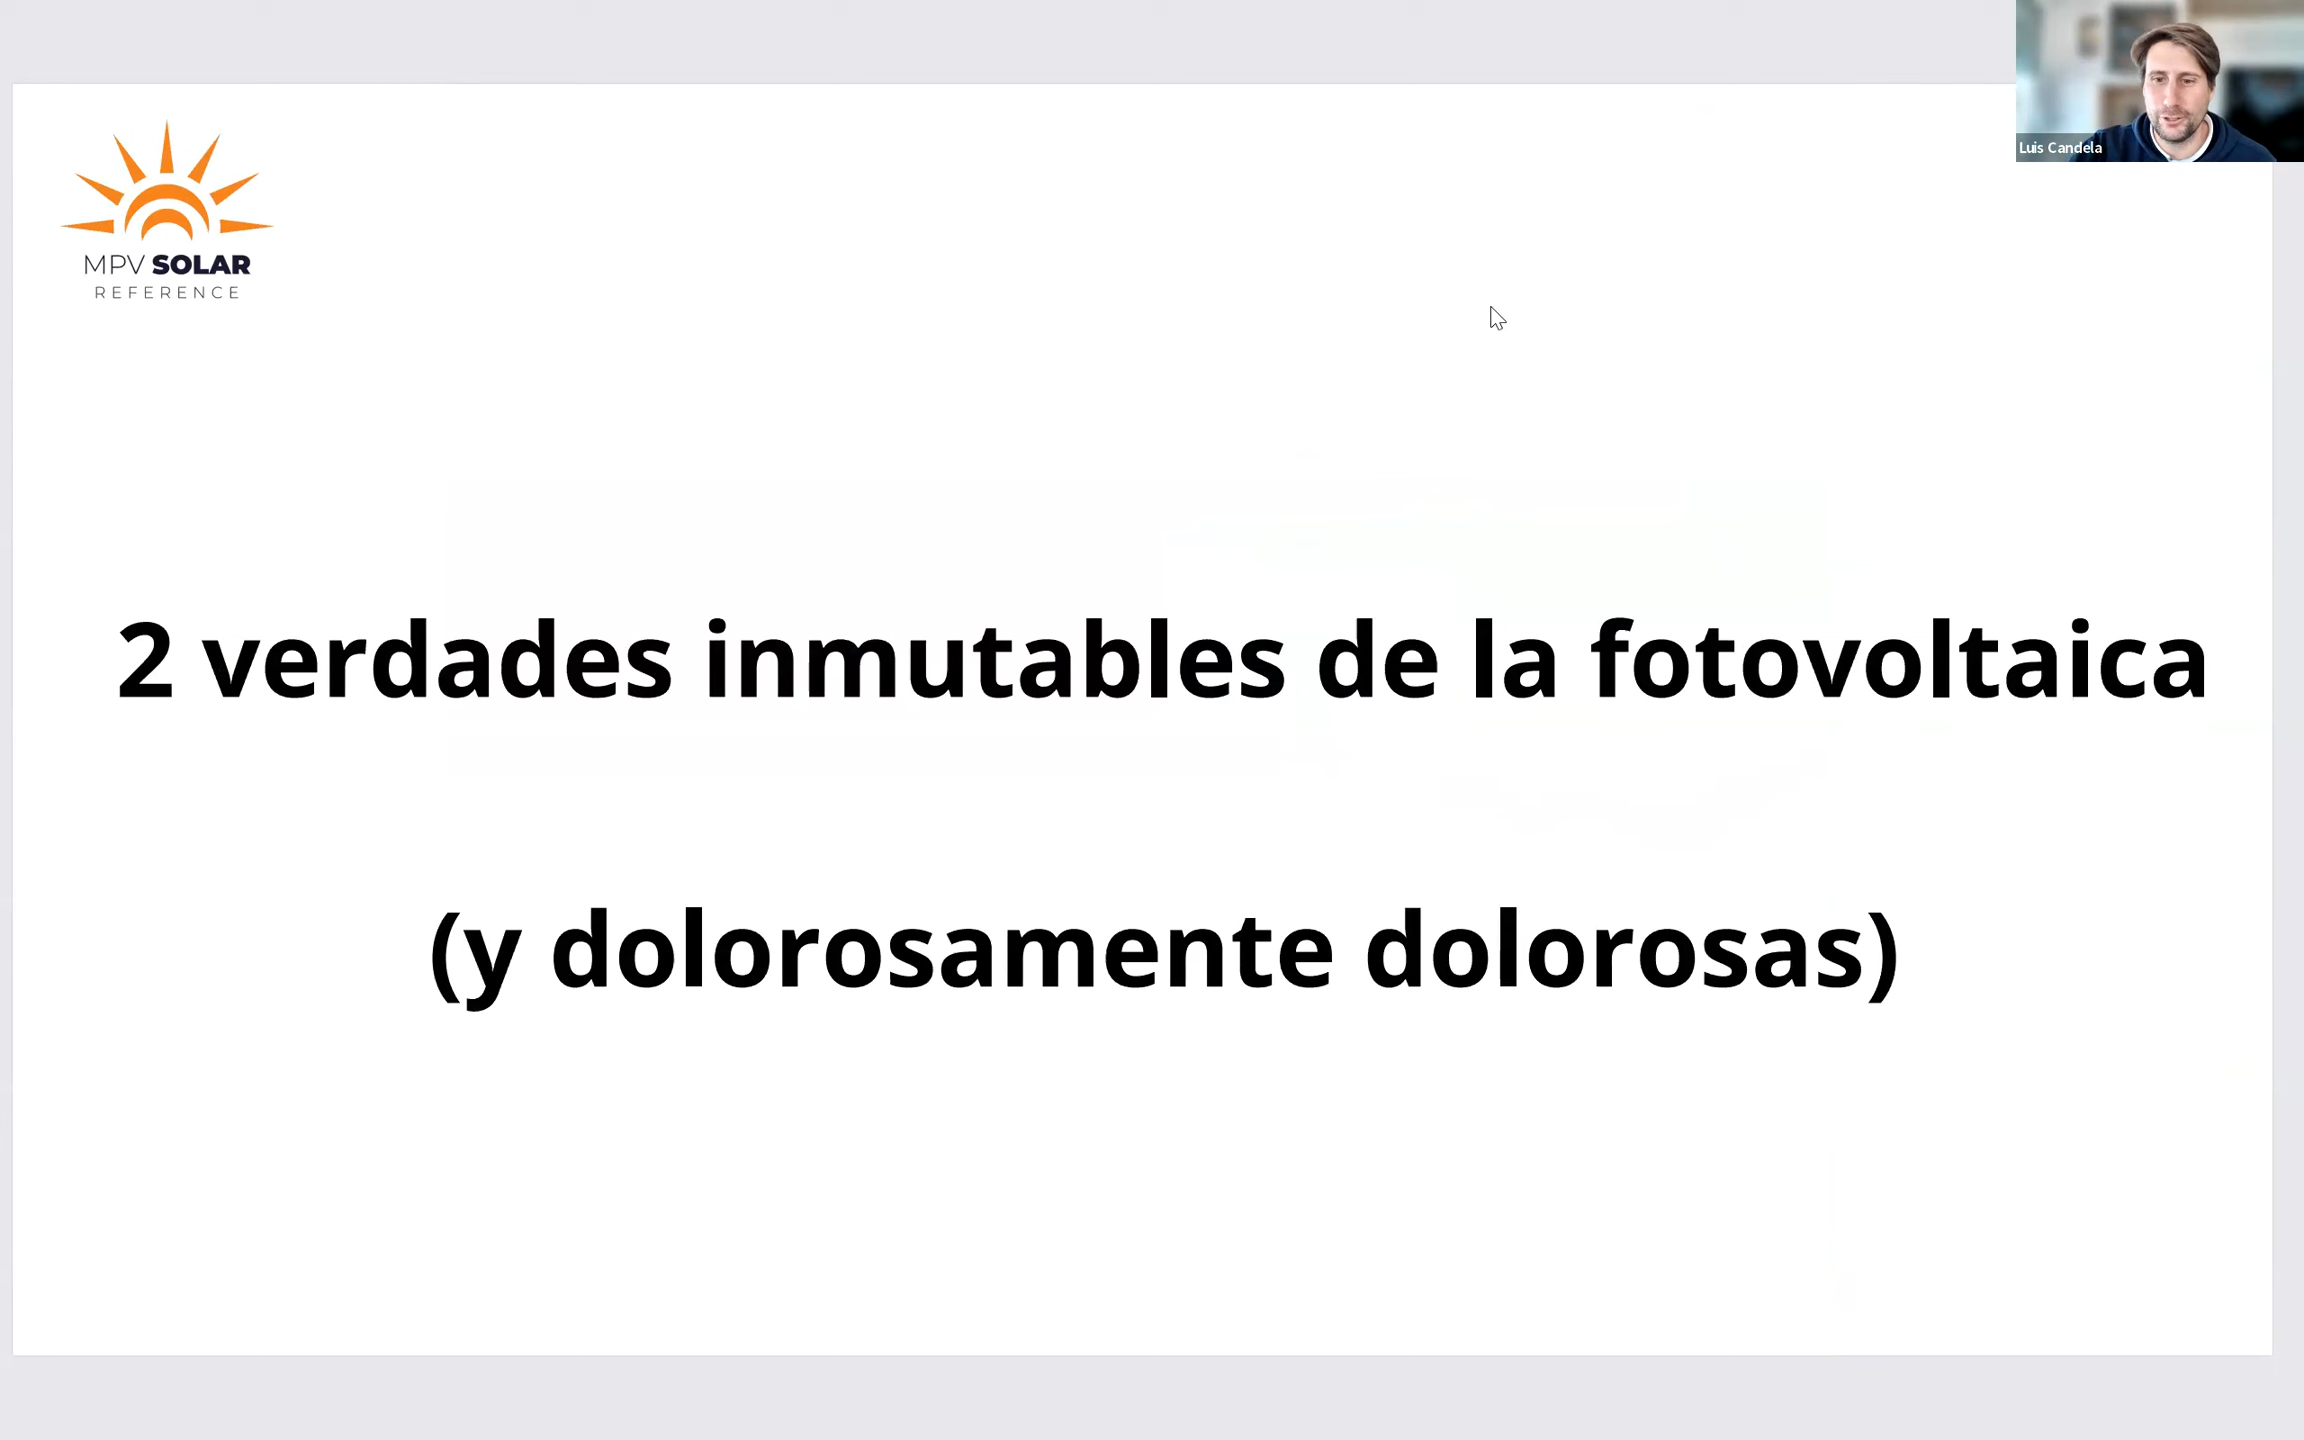 Luis Candela
MPV SOLAR
REFERENCE
2 verdades inmutables de la fotovoltaica
(y dolorosamente dolorosas)